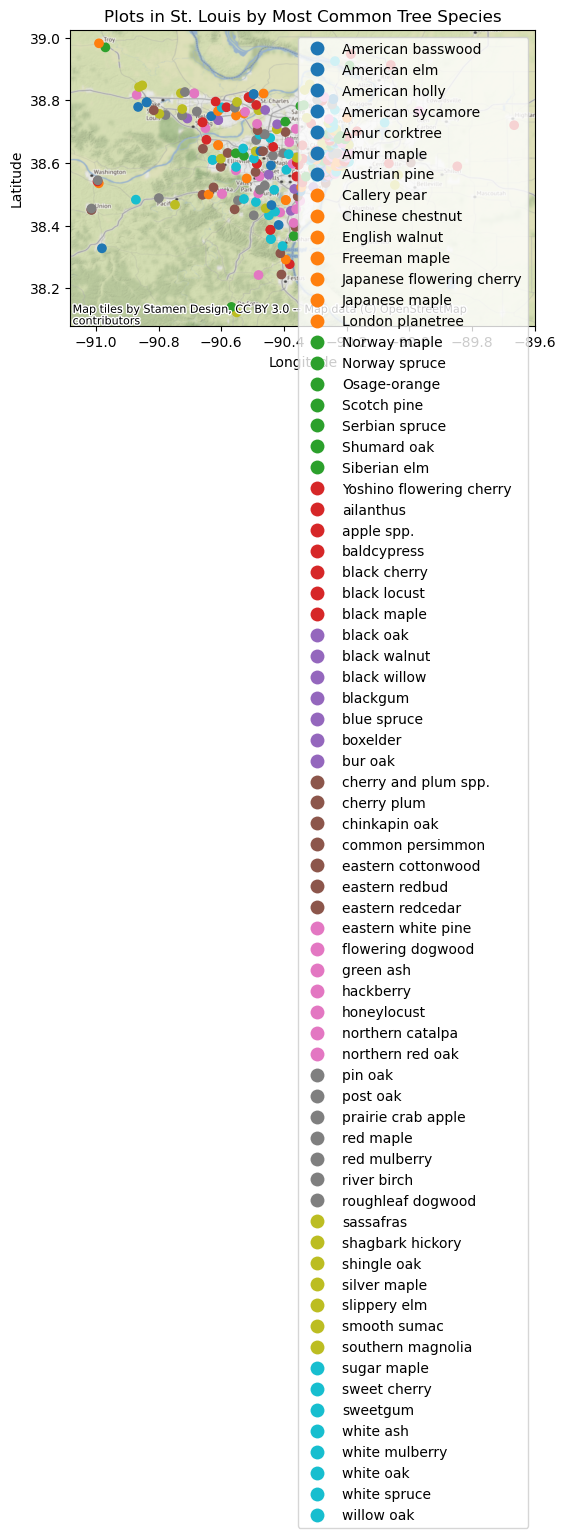 Plots in St. Louis by Most Common Tree Species
39.0
38.8
38.6
38.4
38.2
Latitude
Troy
St. Charles
Louis
Washington
Union
Pacific
Map tiles by Stamen Design, CC BY 3.0 -- Map data (C) OpenStreetMap
contributors
−91.0
−90.8
−90.6
−90.4
−89.8
−89.6
American basswood
American elm
American holly
American sycamore
Amur corktree
Amur maple
Austrian pine
Callery pear
Chinese chestnut
English walnut
Freeman maple
Japanese flowering cherry
Japanese maple
London planetree
Norway maple
Norway spruce
Osage-orange
Scotch pine
Serbian spruce
Shumard oak
Siberian elm
Yoshino flowering cherry
ailanthus
apple spp.
baldcypress
black cherry
black locust
black maple
black oak
black walnut
black willow
blackgum
blue spruce
boxelder
bur oak
cherry and plum spp.
cherry plum
chinkapin oak
common persimmon
eastern cottonwood
eastern redbud
eastern redcedar
eastern white pine
flowering dogwood
green ash
hackberry
honeylocust
northern catalpa
northern red oak
pin oak
post oak
prairie crab apple
red maple
red mulberry
river birch
roughleaf dogwood
sassafras
shagbark hickory
shingle oak
silver maple
slippery elm
smooth sumac
southern magnolia
sugar maple
sweet cherry
sweetgum
white ash
white mulberry
white oak
white spruce
willow oak
Longitude